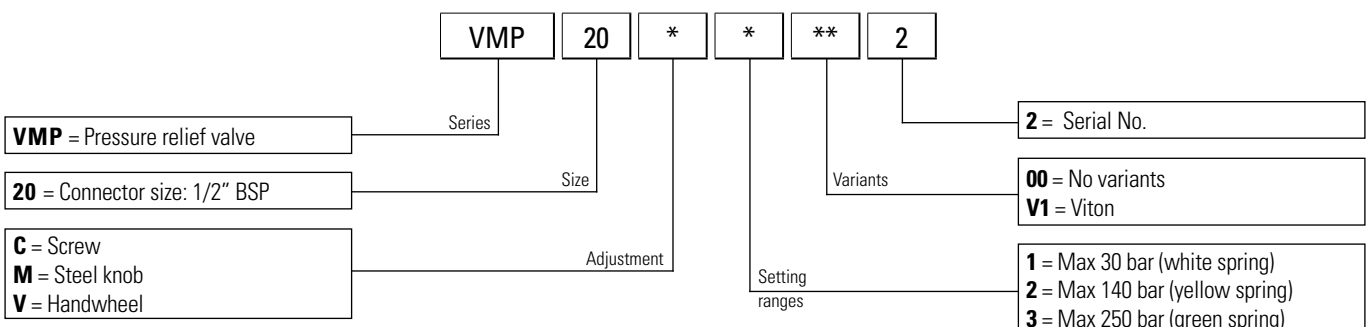 VMP 20 * * ** 2
Series
VMP = Pressure relief valve
Size
20 = Connector size: 1/2” BSP
Adjustment
C = Screw
M = Steel knob
V = Handwheel
2 = Serial No.
Variants
00 = No variants
V1 = Viton
Setting
ranges
1 = Max 30 bar (white spring)
2 = Max 140 bar (yellow spring)
3 = Max 250 bar (green spring)